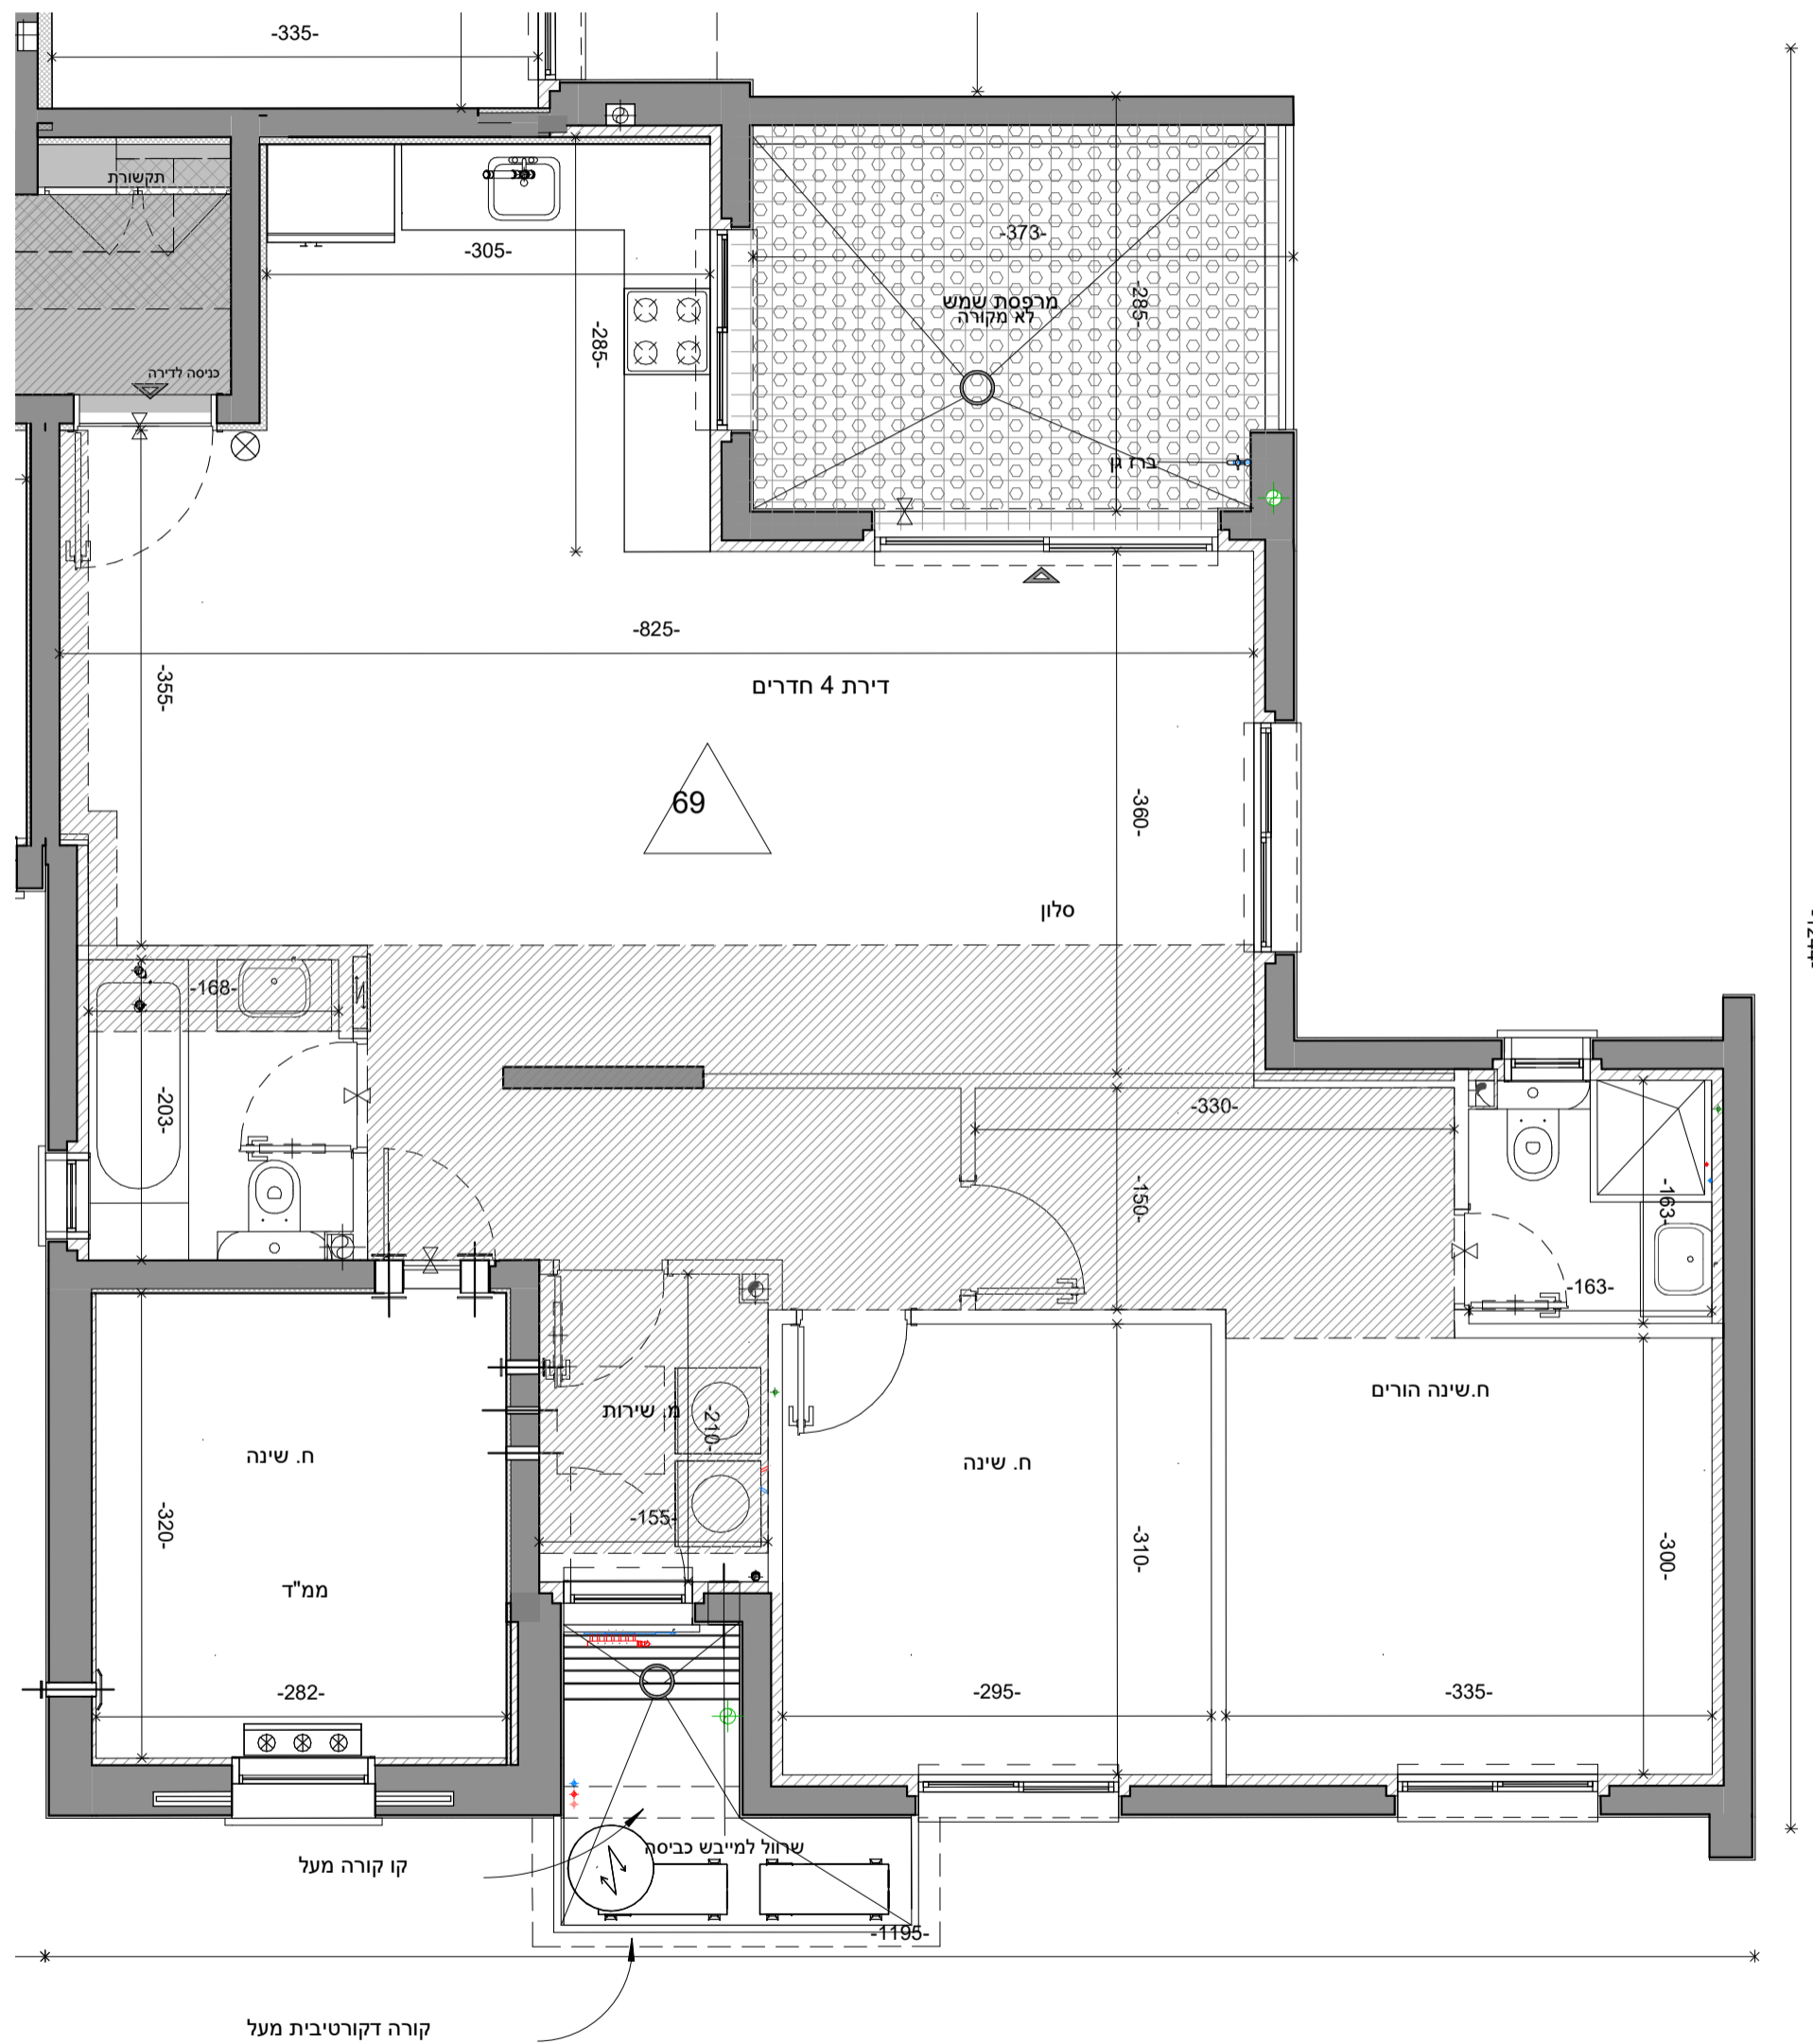 -335-
תקשורת
-305-
-373-
-285-
מרפסת שמש
לא מקורה
-285-
כניסה לדירה
ברז גן
-825-
-355-
דירת 4 חדרים
69
-360-
סלון
-168-
-203-
-330-
-150-
-163-
-163-
ח.שינה הורים
מ. שירות
-210-
ח. שינה
ח. שינה
-155-
-320-
-310-
-300-
ממ"ד
-282-
-295-
-335-
שרוול למייבש כביסה
קו קורה מעל
-1195-
קורה דקורטיבית מעל